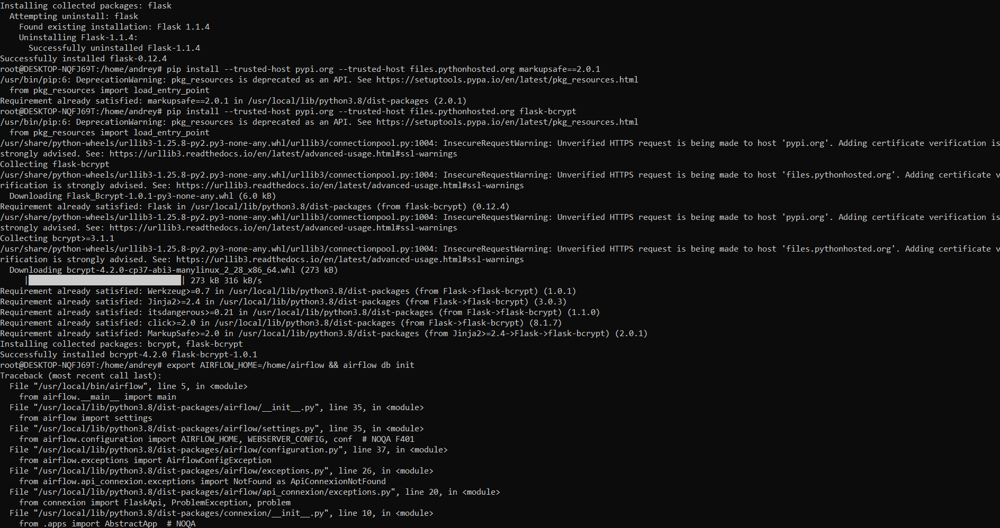 Installing collected packages: flask
Attempting uninstall: flask
Found existing installation: Flask 1.1.4
Uninstalling Flask-1.1.4:
Successfully uninstalled Flask-1.1.4
Successfully installed flask-0.12.4
root@DESKTOP-NQFJ69T:/home/andrey# pip install --trusted-host pypi.org --trusted-host files.pythonhosted.org markupsafe==2.0.1
/usr/bin/pip:6: DeprecationWarning: pkg_resources is deprecated as an API. See https://setuptools.pypa.io/en/latest/pkg_resources.html
from pkg_resources import load_entry_point
Requirement already satisfied: markupsafe==2.0.1 in /usr/local/lib/python3.8/dist-packages (2.0.1)
root@DESKTOP-NQFJ69T:/home/andrey# pip install --trusted-host pypi.org --trusted-host files.pythonhosted.org flask-bcrypt
/usr/bin/pip:6: DeprecationWarning: pkg_resources is deprecated as an API. See https://setuptools.pypa.io/en/latest/pkg_resources.html
from pkg_resources import load_entry_point
/usr/share/python-wheels/urllib3-1.25.8-py2.py3-none-any.whl/urllib3/connectionpool.py:1004: InsecureRequestWarning: Unverified HTTPS request is being made to host 'pypi.org'. Adding certificate verification is
strongly advised. See: https://urllib3.readthedocs.io/en/latest/advanced-usage.html#ssl-warnings
Collecting flask-bcrypt
/usr/share/python-wheels/urllib3-1.25.8-py2.py3-none-any.whl/urllib3/connectionpool.py:1004: InsecureRequestWarning: Unverified HTTPS request is being made to host 'files.pythonhosted.org'. Adding certificate v
rification is strongly advised. See: https://urllib3.readthedocs.io/en/latest/advanced-usage.html#ssl-warnings
Downloading Flask_Bcrypt-1.0.1-py3-none-any.whl (6.0 kB)
Requirement already satisfied: Flask in /usr/local/lib/python3.8/dist-packages (from flask-bcrypt) (0.12.4)
/usr/share/python-wheels/urllib3-1.25.8-py2.py3-none-any.whl/urllib3/connectionpool.py:1004: InsecureRequestWarning: Unverified HTTPS request is being made to host 'pypi.org'. Adding certificate verification is
strongly advised. See: https://urllib3.readthedocs.io/en/latest/advanced-usage.html#ssl-warnings
Collecting bcrypt>=3.1.1
/usr/share/python-wheels/urllib3-1.25.8-py2.py3-none-any.whl/urllib3/connectionpool.py:1004: InsecureRequestWarning: Unverified HTTPS request is being made to host 'files.pythonhosted.org'. Adding certificate v
rification is strongly advised. See: https://urllib3.readthedocs.io/en/latest/advanced-usage.html#ssl-warnings
Downloading bcrypt-4.2.0-cp37-abi3-manylinux_2_28_x86_64.whl (273 kB)
|████████████████████████████████| 273 kB 316 kB/s
Requirement already satisfied: Werkzeug>=0.7 in /usr/local/lib/python3.8/dist-packages (from Flask->flask-bcrypt) (1.0.1)
Requirement already satisfied: Jinja2>=2.4 in /usr/local/lib/python3.8/dist-packages (from Flask->flask-bcrypt) (3.0.3)
Requirement already satisfied: itsdangerous>=0.21 in /usr/local/lib/python3.8/dist-packages (from Flask->flask-bcrypt) (1.1.0)
Requirement already satisfied: click>=2.0 in /usr/local/lib/python3.8/dist-packages (from Flask->flask-bcrypt) (8.1.7)
Requirement already satisfied: MarkupSafe>=2.0 in /usr/local/lib/python3.8/dist-packages (from Jinja2>=2.4->Flask->flask-bcrypt) (2.0.1)
Installing collected packages: bcrypt, flask-bcrypt
Successfully installed bcrypt-4.2.0 flask-bcrypt-1.0.1
root@DESKTOP-NQFJ69T:/home/andrey# export AIRFLOW_HOME=/home/airflow && airflow db init
Traceback (most recent call last):
File "/usr/local/bin/airflow", line 5, in <module>
from airflow.__main__ import main
File "/usr/local/lib/python3.8/dist-packages/airflow/__init__.py", line 35, in <module>
from airflow import settings
File "/usr/local/lib/python3.8/dist-packages/airflow/settings.py", line 35, in <module>
from airflow.configuration import AIRFLOW_HOME, WEBSERVER_CONFIG, conf  # NOQA F401
File "/usr/local/lib/python3.8/dist-packages/airflow/configuration.py", line 37, in <module>
from airflow.exceptions import AirflowConfigException
File "/usr/local/lib/python3.8/dist-packages/airflow/exceptions.py", line 26, in <module>
from airflow.api_connexion.exceptions import NotFound as ApiConnexionNotFound
File "/usr/local/lib/python3.8/dist-packages/airflow/api_connexion/exceptions.py", line 20, in <module>
from connexion import FlaskApi, ProblemException, problem
File "/usr/local/lib/python3.8/dist-packages/connexion/__init__.py", line 10, in <module>
from .apps import AbstractApp  # NOQA